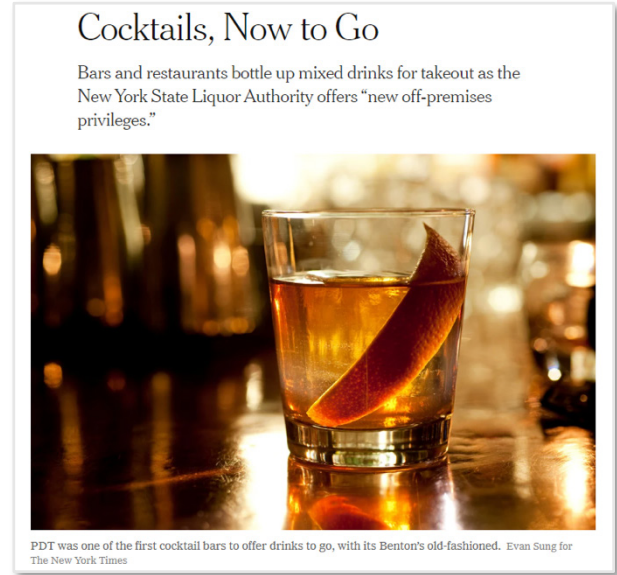 Cocktails, Now to Go
Bars and restaurants bottle up mixed drinks for takeout as the
New York State Liquor Authority offers “new off-premises
privileges.”
PDT was one of the first cocktail bars to offer drinks to go, with its Benton's old-fashioned. Evan Sung for
The New York Times